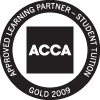 APPROVED LEARNING PARTNER – STUDENT TUITION
ACCA
GOLD 2009